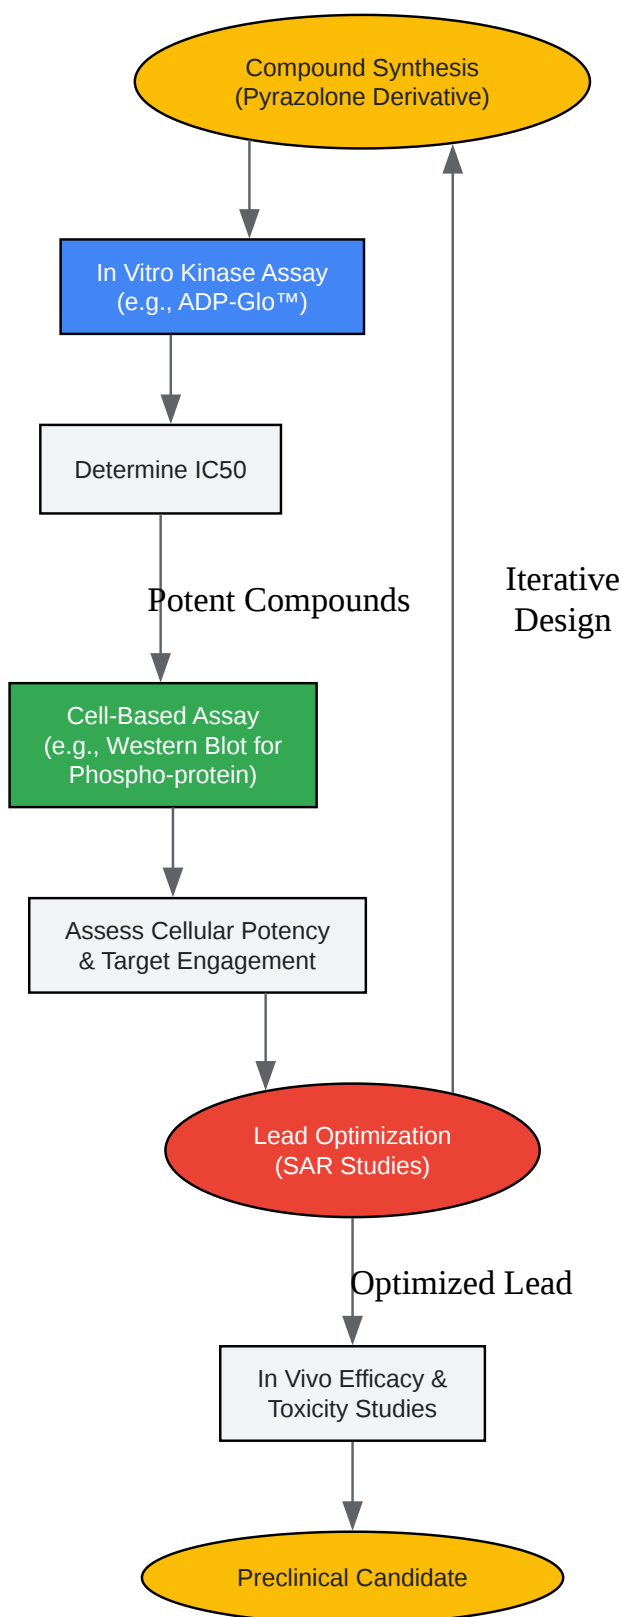 Compound Synthesis
(Pyrazolone Derivative)
In Vitro Kinase Assay
(e.g., ADP-Glo™)
Determine IC50
Potent Compounds
Iterative
Design
Cell-Based Assay
(e.g., Western Blot for
Phospho-protein)
Assess Cellular Potency
& Target Engagement
Lead Optimization
(SAR Studies)
Optimized Lead
In Vivo Efficacy &
Toxicity Studies
Preclinical Candidate